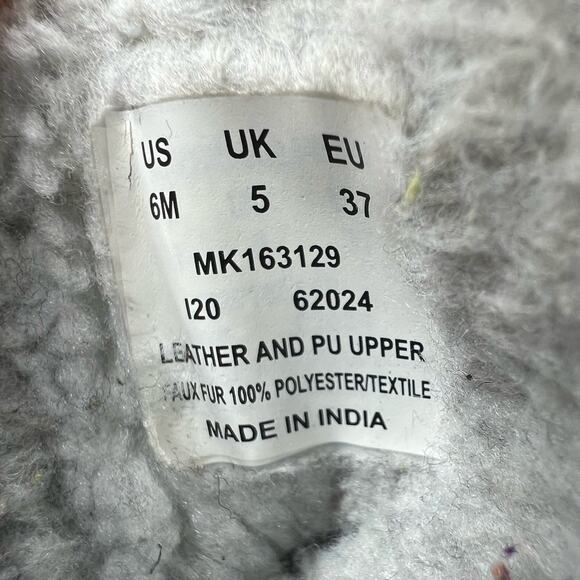 US UK EU
6M 5 37
MK163129
I20 62024
LEATHER AND PU UPPER
FAUX FUR 100% POLYESTER/TEXTILE
MADE IN INDIA